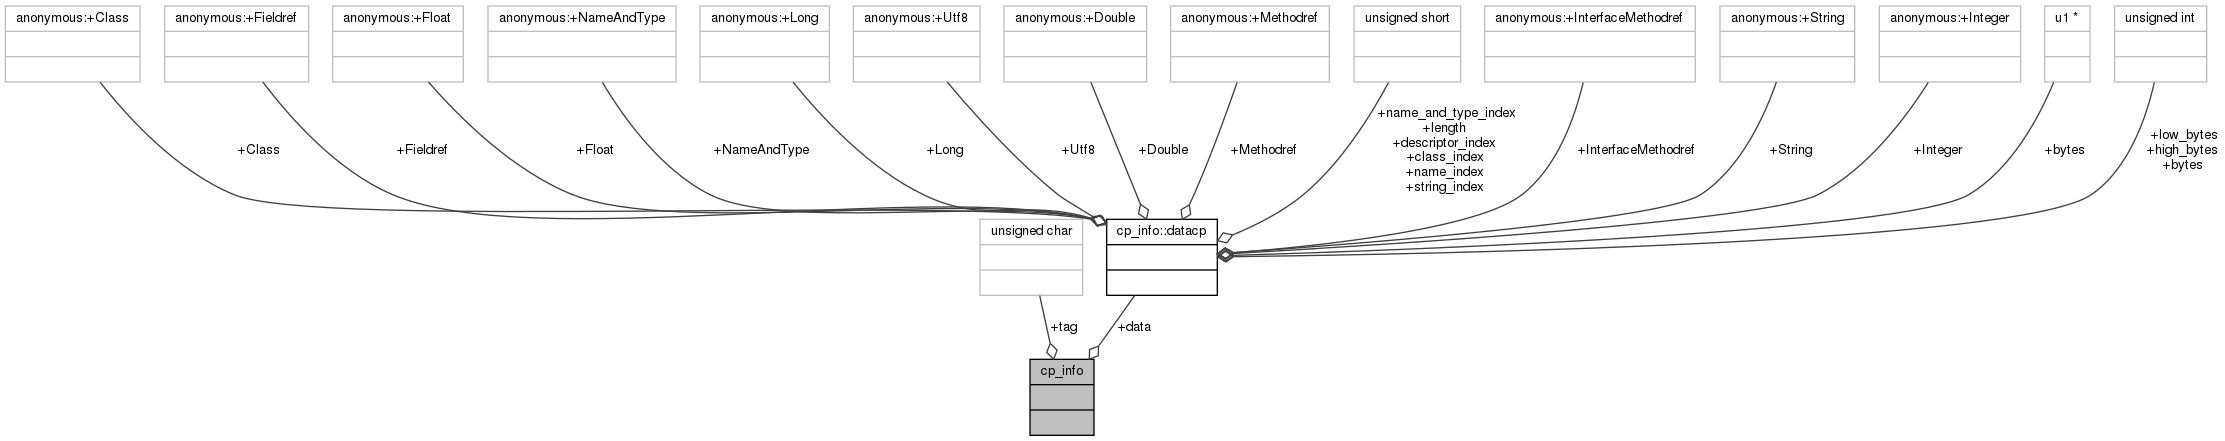 anonymous:+Class
anonymous:+Fieldref
anonymous:+Float
anonymous:+NameAndType
anonymous:+Long
anonymous:+Utf8
anonymous:+Double
anonymous:+Methodref
unsigned short
anonymous:+InterfaceMethodref
anonymous:+String
anonymous:+Integer
u1 *
unsigned int
+Class
+Fieldref
+Float
+NameAndType
+Long
+Utf8
+Double
+Methodref
+name_and_type_index
+length
+descriptor_index
+class_index
+name_index
+string_index
+InterfaceMethodref
+String
+Integer
+bytes
+low_bytes
+high_bytes
+bytes
unsigned char
cp_info::datacp
+tag
+data
cp_info